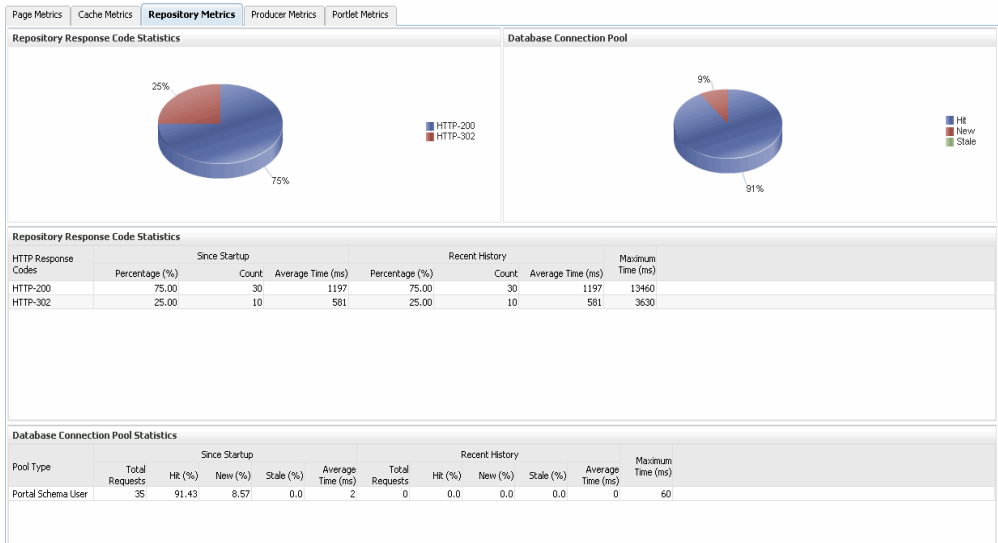 Page Metrics Cache Metrics Repository Metrics Producer Metrics Portlet Metrics
Repository Response Code Statistics
25%
75%
HTTP-200
HTTP-302
Database Connection Pool
9%
91%
Hit
New
Stale
Repository Response Code Statistics
HTTP Response Codes Since Startup Recent History Maximum Time (ms)
Percentage (%) Count Average Time (ms) Percentage (%) Count Average Time (ms)
HTTP-200 75.00 30 1197 75.00 30 1197 13460
HTTP-302 25.00 10 581 25.00 10 581 3630
Database Connection Pool Statistics
Pool Type Since Startup Recent History Maximum Time (ms)
Total Requests Hit (%) New (%) Stale (%) Average Time (ms) Total Requests Hit (%) New (%) Stale (%) Average Time (ms)
Portal Schema User 35 91.43 8.57 0.0 2 0 0.0 0.0 0.0 0 60